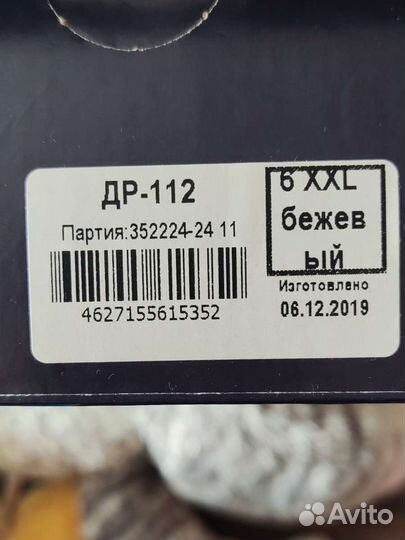 ДР-112
Партия:352224-24 11
4627155615352
6 XXL
бежев
ый
Изготовлено
06.12.2019
Avito